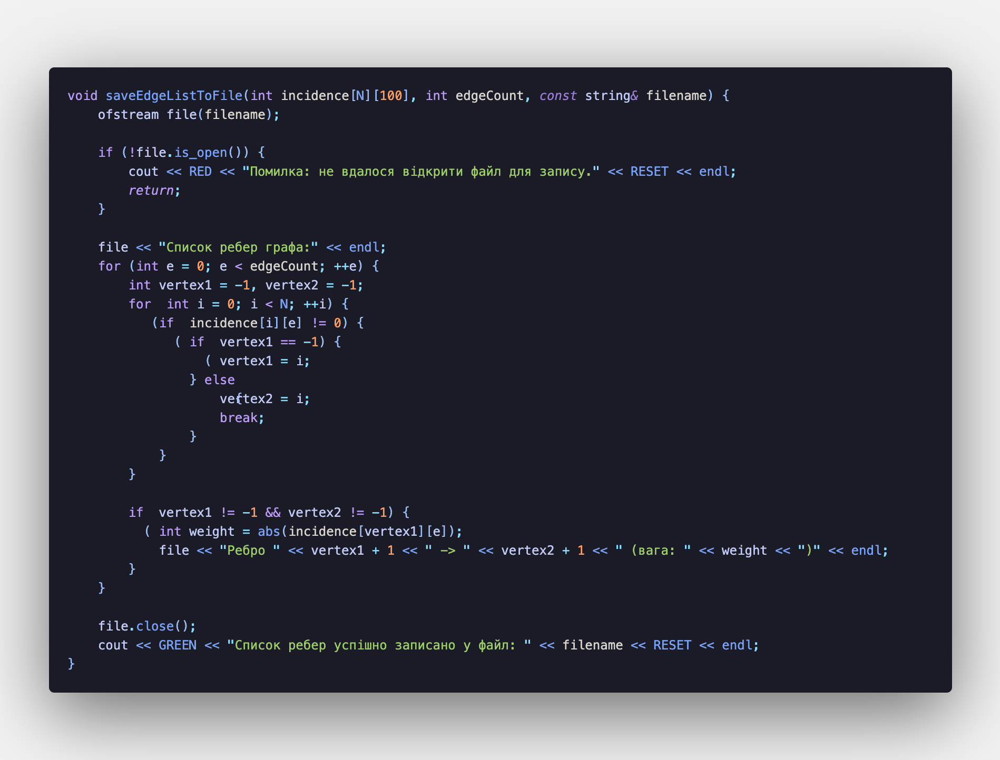 void saveEdgeListToFile(int incidence[N][100], int edgeCount, const string& filename) {
    ofstream file(filename);

    if (!file.is_open()) {
        cout << RED << "Помилка: не вдалося відкрити файл для запису." << RESET << endl;
        return;
    }

    file << "Список ребер графа:" << endl;
    for (int e = 0; e < edgeCount; ++e) {
        int vertex1 = -1, vertex2 = -1;
        for  int i = 0; i < N; ++i) {
           (if  incidence[i][e] != 0) {
              ( if  vertex1 == -1) {
                  ( vertex1 = i;
                } else
                    vertex2 = i;
                    break;
                }
            }
        }

        if  vertex1 != -1 && vertex2 != -1) {
          ( int weight = abs(incidence[vertex1][e]);
            file << "Ребро " << vertex1 + 1 << " -> " << vertex2 + 1 << " (вага: " << weight << ")" << endl;
        }
    }

    file.close();
    cout << GREEN << "Список ребер успішно записано у файл: " << filename << RESET << endl;
}